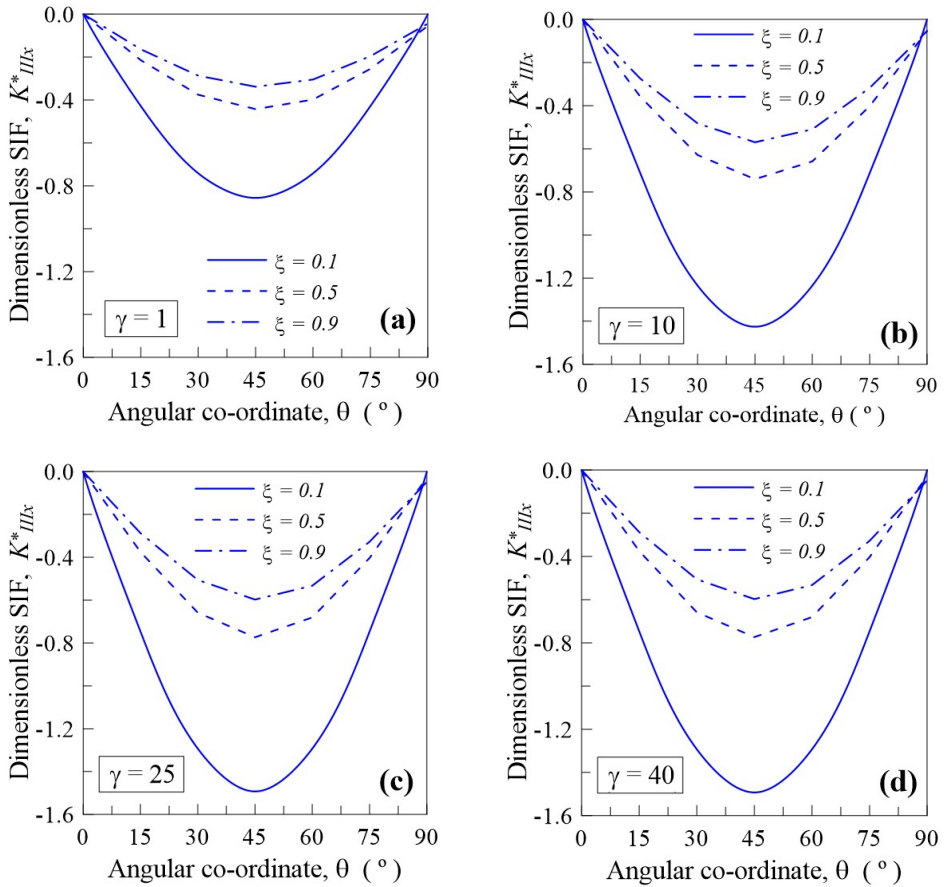 0.0
-0.4
-0.8
-1.2
-1.6
Dimensionless SIF, K*IIIx
ξ = 0.1
ξ = 0.5
ξ = 0.9
γ = 1
(a)
0 15 30 45 60 75 90
Angular co-ordinate, θ ( º )
0.0
-0.4
-0.8
-1.2
-1.6
Dimensionless SIF, K*IIIx
ξ = 0.1
ξ = 0.5
ξ = 0.9
γ = 10
(b)
0 15 30 45 60 75 90
Angular co-ordinate, θ ( º )
0.0
-0.4
-0.8
-1.2
-1.6
Dimensionless SIF, K*IIIx
ξ = 0.1
ξ = 0.5
ξ = 0.9
γ = 25
(c)
0 15 30 45 60 75 90
Angular co-ordinate, θ ( º )
0.0
-0.4
-0.8
-1.2
-1.6
Dimensionless SIF, K*IIIx
ξ = 0.1
ξ = 0.5
ξ = 0.9
γ = 40
(d)
0 15 30 45 60 75 90
Angular co-ordinate, θ ( º )